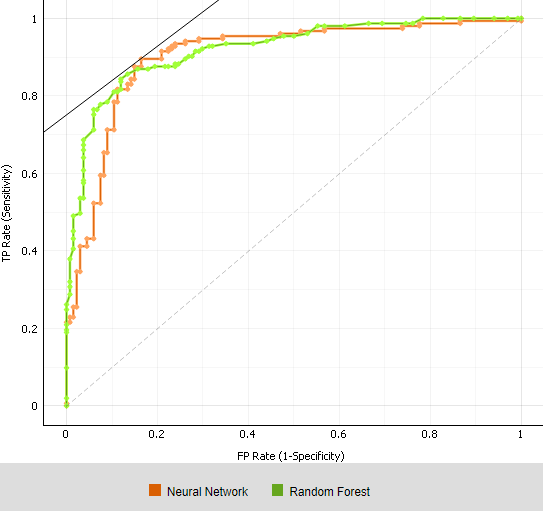 1
0.8
0.6
0.4
0.2
0
TP Rate (Sensitivity)
0 0.2 0.4 0.6 0.8 1
FP Rate (1-Specificity)
Neural Network Random Forest